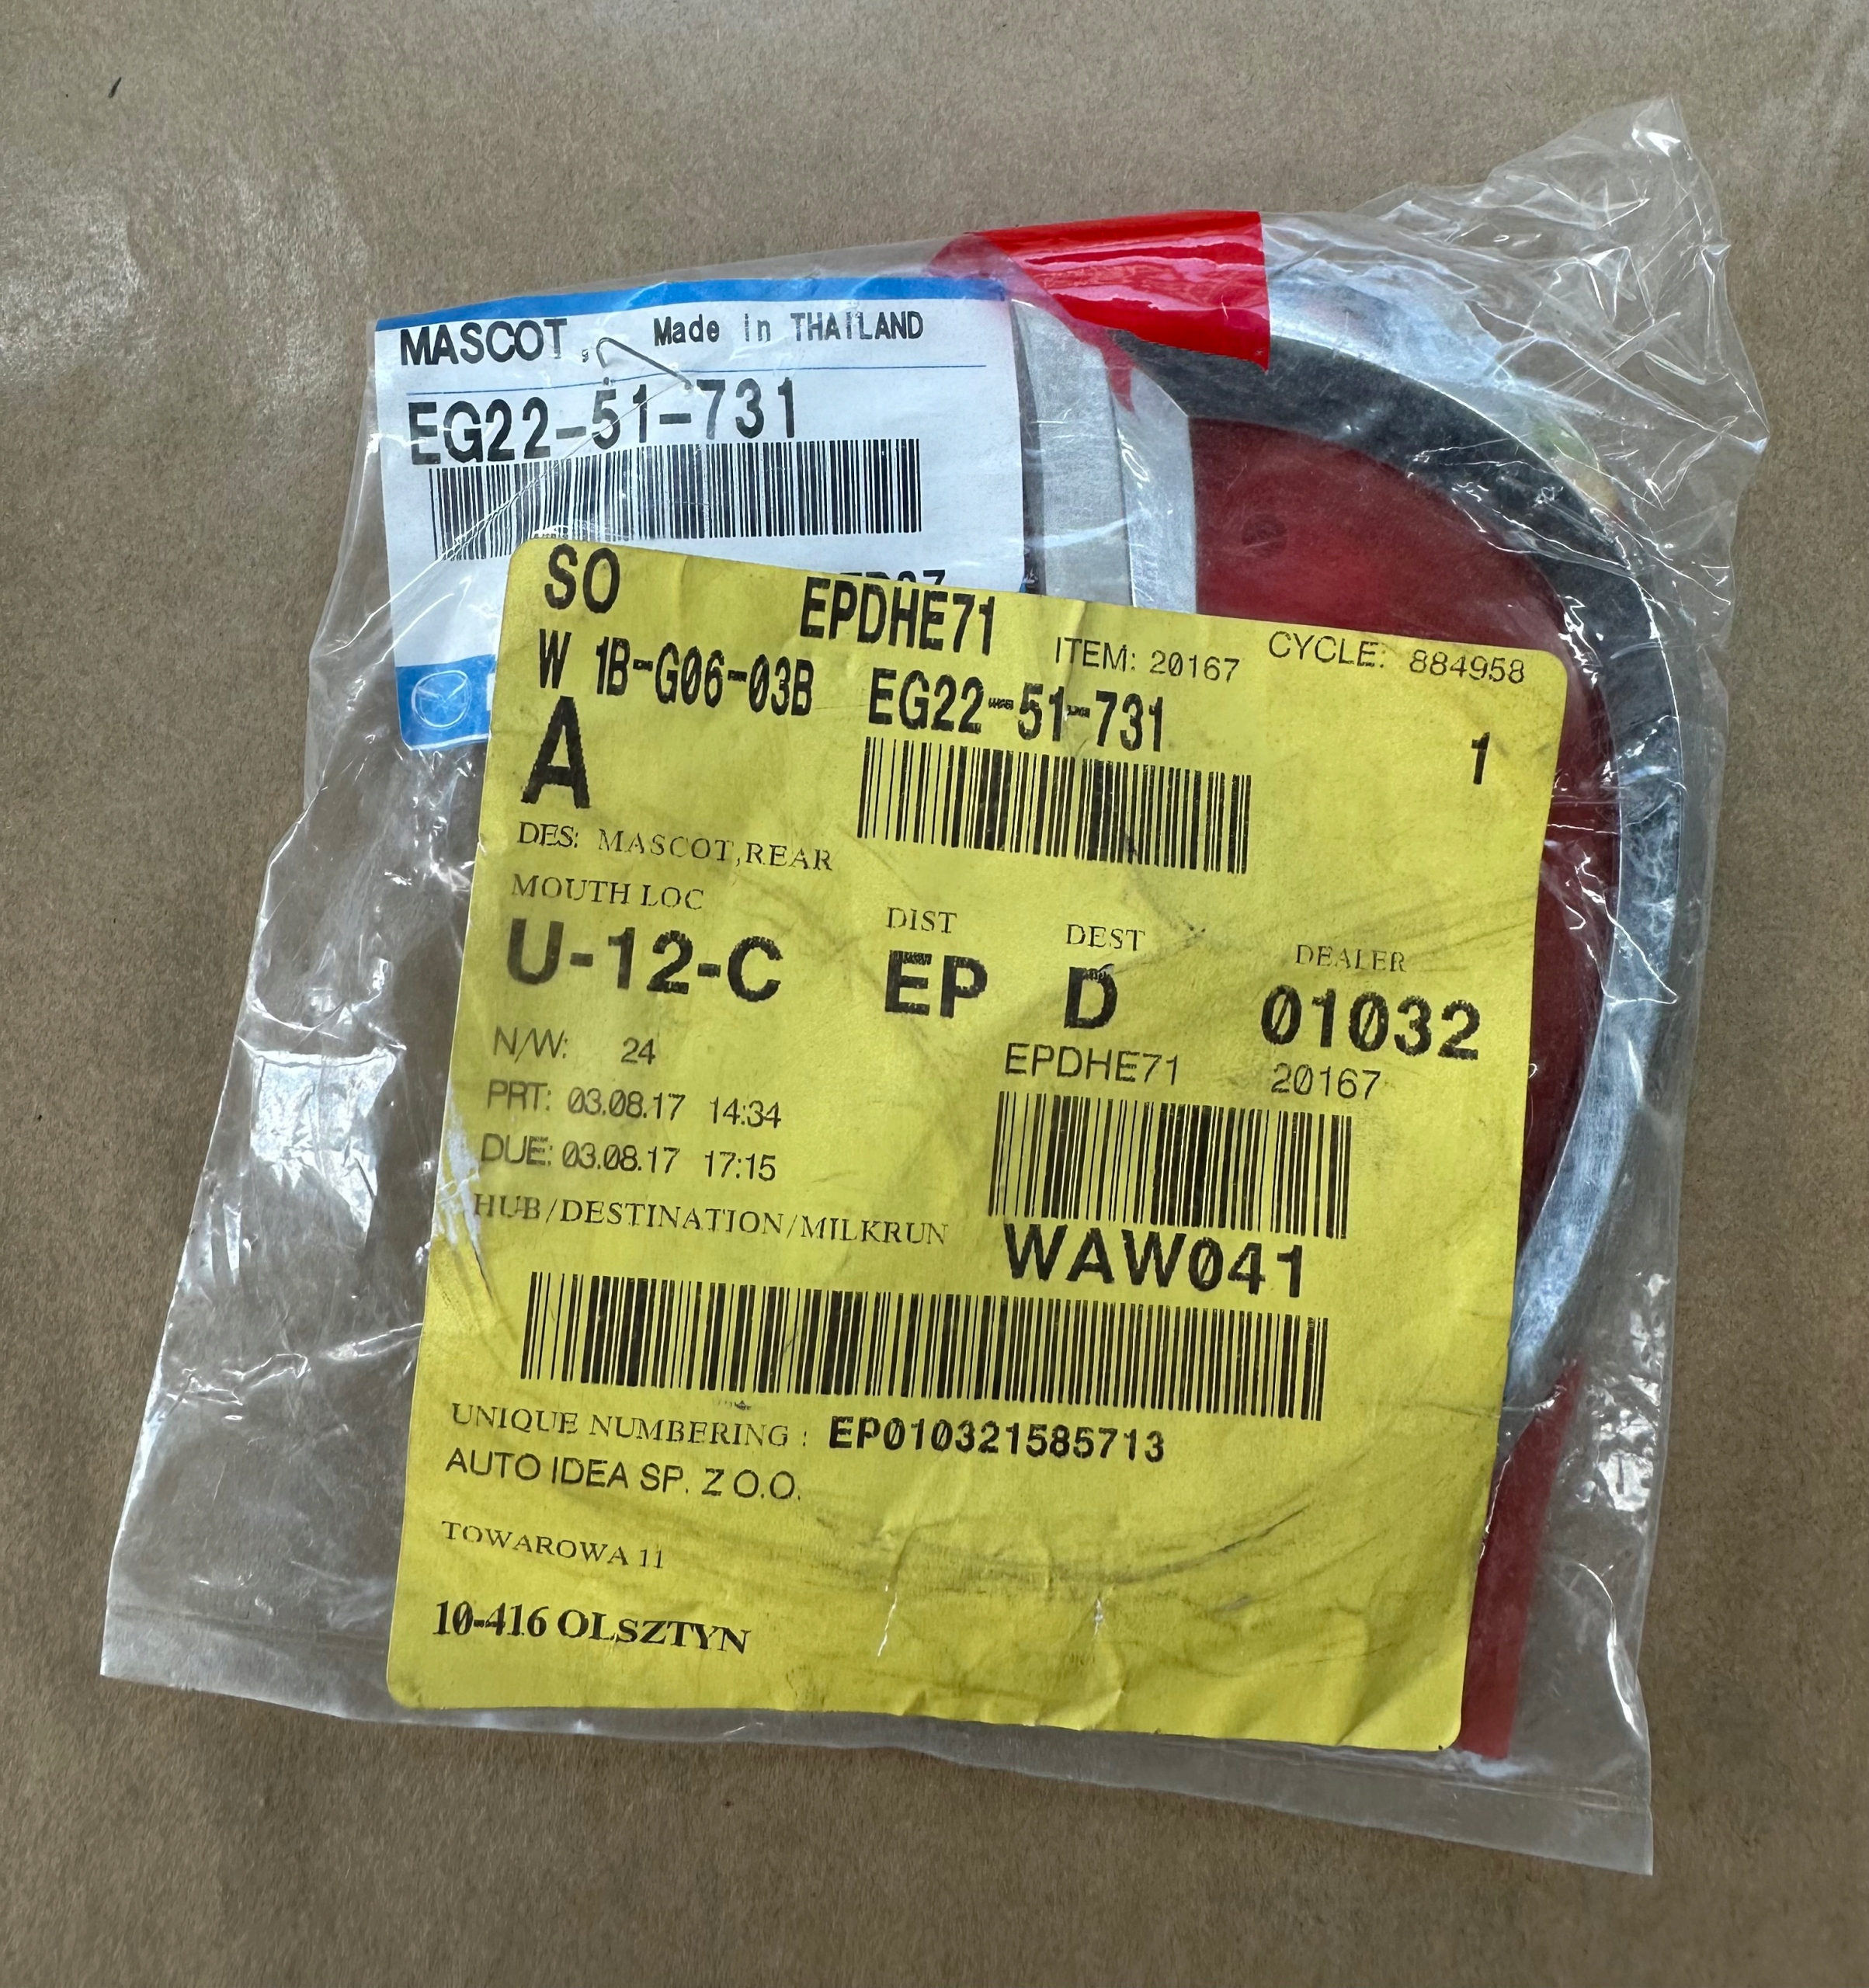 MASCOT, Made in THAILAND
EG22-51-731
SO EPDHE71 ITEM: 20167 CYCLE: 884958
W 1B-G06-03B EG22-51-731 1
A
DES: MASCOT,REAR
MOUTH LOC DIST DEST DEALER
U-12-C EP D 01032
N/W: 24 EPDHE71 20167
PRT: 03.08.17 14:34
DUE: 03.08.17 17:15
HUB/DESTINATION/MILKRUN WAW041
UNIQUE NUMBERING : EP010321585713
AUTO IDEA SP. Z O.O.
TOWAROWA 11
10-416 OLSZTYN